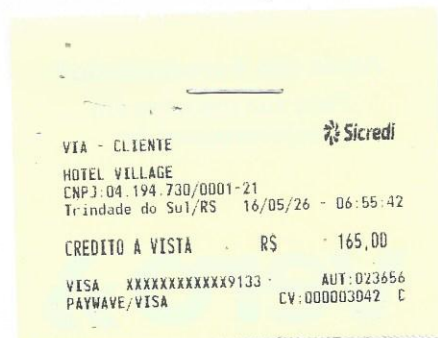 Sicredi
VIA - CLIENTE
HOTEL VILLAGE
CNPJ:04.194.730/0001-21
Trindade do Sul/RS 16/05/26 - 06:55:42
CREDITO A VISTA R$ 165,00
VISA XXXXXXXXXXXX9133 AUT:023656
PAYWAVE/VISA CV:000003042 C